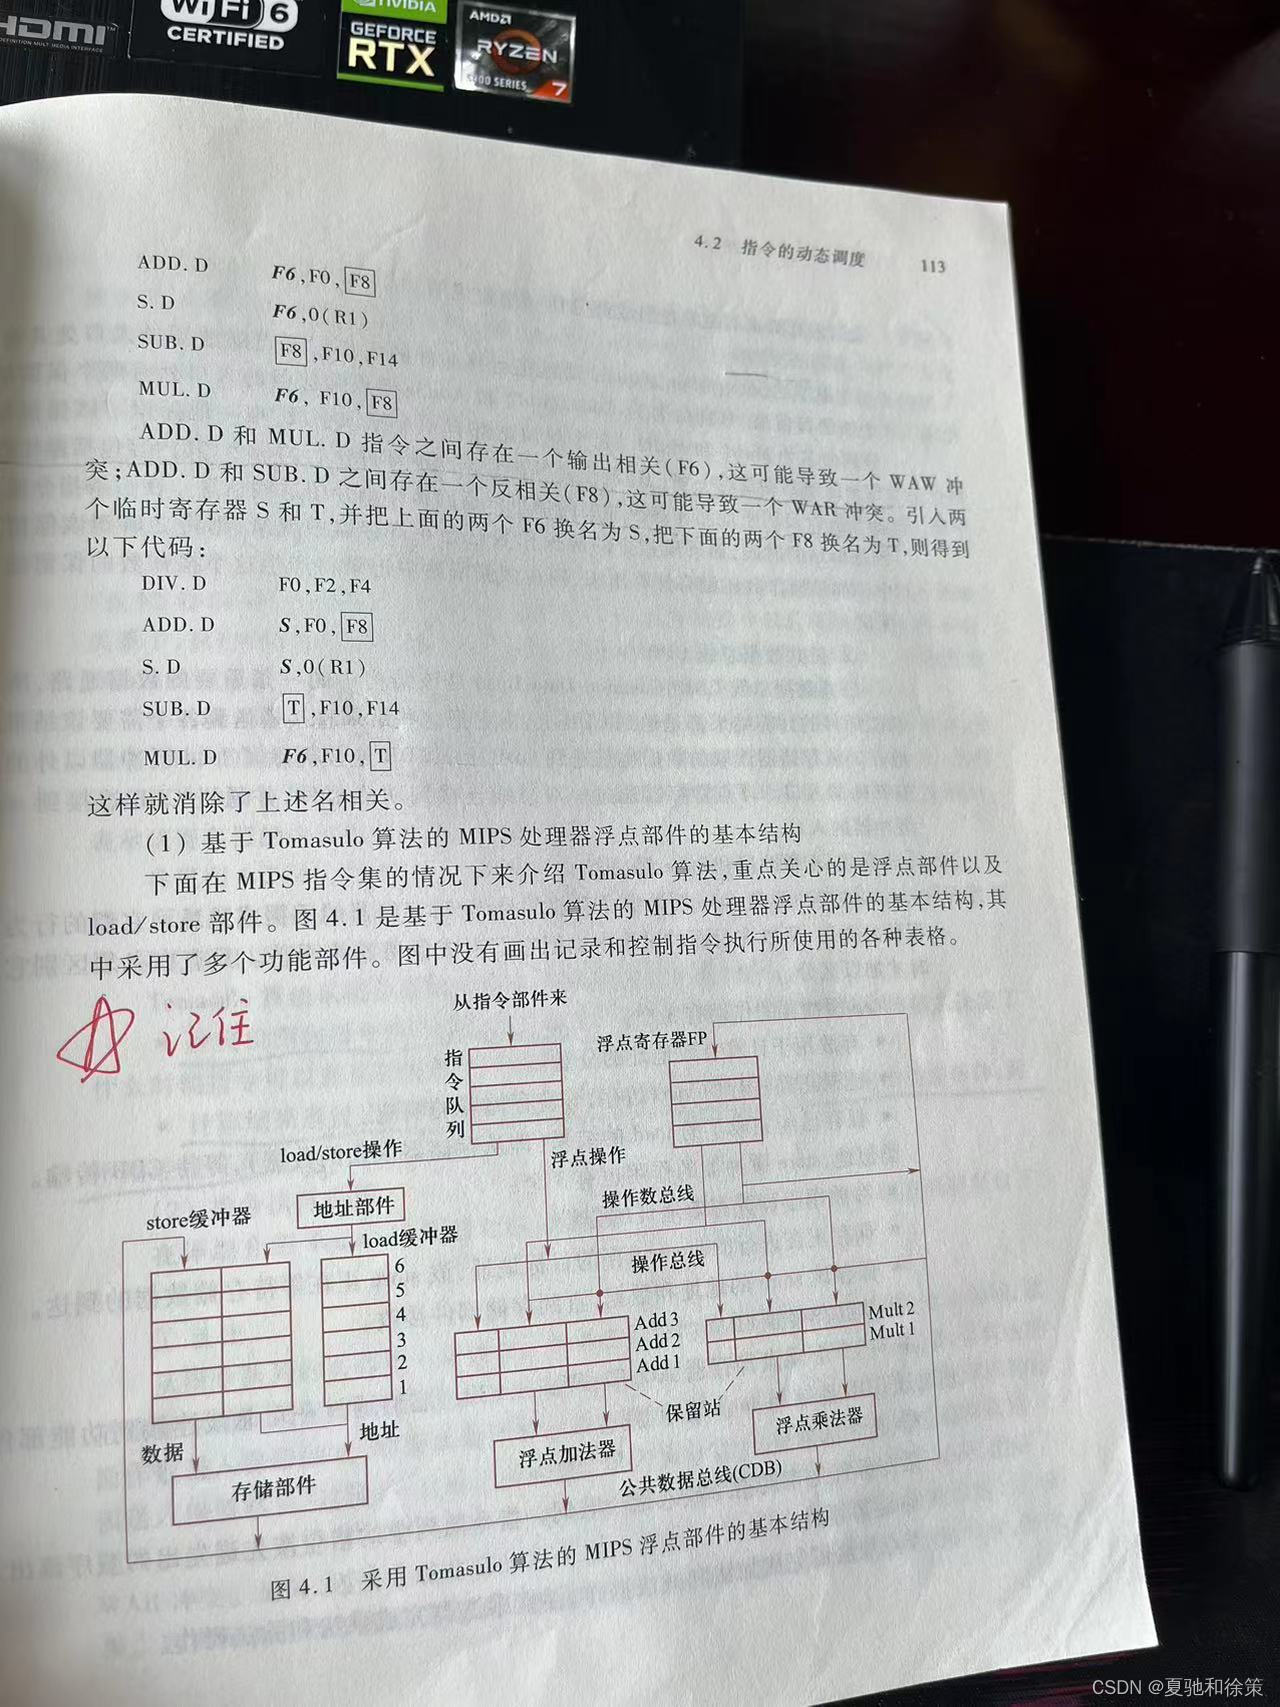 HDMI
DEFINITION MULTIMEDIA INTERFACE
Wi Fi 6
CERTIFIED
NVIDIA
GEFORCE
RTX
AMD
RYZEN
7
4.2 指令的动态调度 113
ADD.D F6,F0,F8
S.D F6,0(R1)
SUB.D F8,F10,F14
MUL.D F6,F10,F8
ADD.D 和 MUL.D 指令之间存在一个输出相关(F6),这可能导致一个 WAW 冲
突;ADD.D 和 SUB.D 之间存在一个反相关(F8),这可能导致一个 WAR 冲突。引入两
个临时寄存器 S 和 T,并把上面的两个 F6 换名为 S,把下面的两个 F8 换名为 T,则得到
以下代码:
DIV.D F0,F2,F4
ADD.D S,F0,F8
S.D S,0(R1)
SUB.D T,F10,F14
MUL.D F6,F10,T
这样就消除了上述名相关。
(1) 基于 Tomasulo 算法的 MIPS 处理器浮点部件的基本结构
下面在 MIPS 指令集的情况下来介绍 Tomasulo 算法,重点关心的是浮点部件以及
load/store 部件。图 4.1 是基于 Tomasulo 算法的 MIPS 处理器浮点部件的基本结构,其
中采用了多个功能部件。图中没有画出记录和控制指令执行所使用的各种表格。
记住
从指令部件来
指令队列
浮点寄存器FP
load/store操作
浮点操作
地址部件
操作数总线
store缓冲器
load缓冲器
操作总线
6
5
4
3
2
1
Add 3
Add 2
Add 1
Mult 2
Mult 1
保留站
数据
地址
存储部件
浮点加法器
浮点乘法器
公共数据总线(CDB)
图 4.1 采用 Tomasulo 算法的 MIPS 浮点部件的基本结构
CSDN @夏驰和徐策